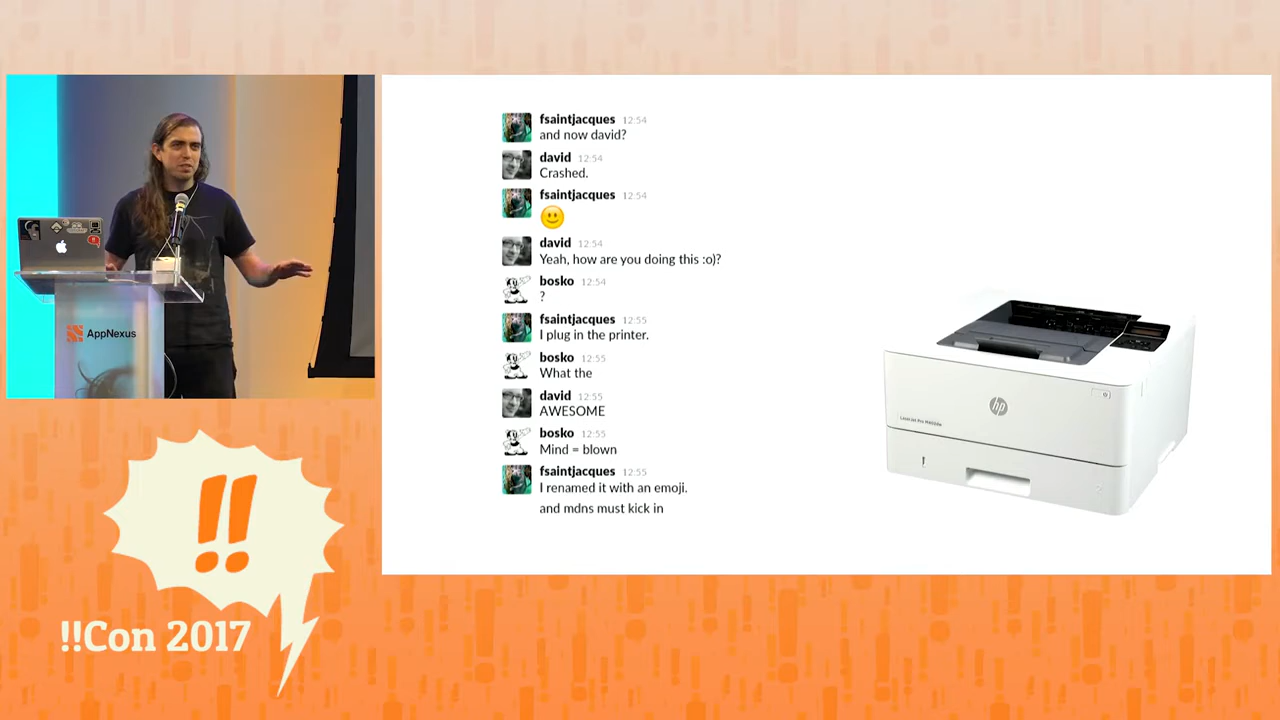 fsaintjacques 12:54
and now david?
david 12:54
Crashed.
fsaintjacques 12:54
🙂
david 12:54
Yeah, how are you doing this :o)?
bosko 12:54
?
fsaintjacques 12:55
I plug in the printer.
bosko 12:55
What the
david 12:55
AWESOME
bosko 12:55
Mind = blown
fsaintjacques 12:55
I renamed it with an emoji.
and mdns must kick in
hp
AppNexus
!!
!!Con 2017